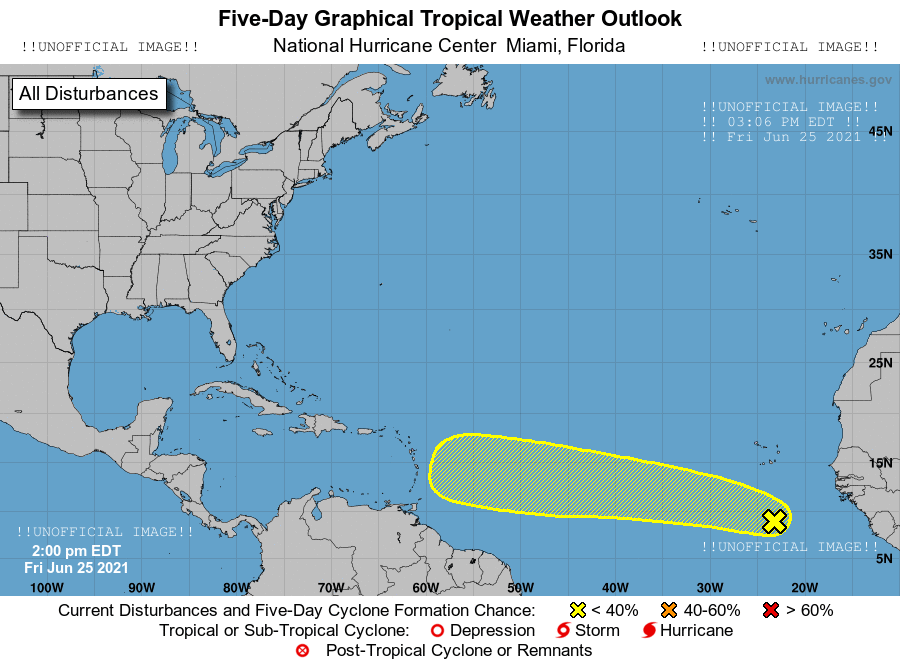 Five-Day Graphical Tropical Weather Outlook
!!UNOFFICIAL IMAGE!!
National Hurricane Center  Miami, Florida
!!UNOFFICIAL IMAGE!!
All Disturbances
www.hurricanes.gov
!!UNOFFICIAL IMAGE!!
!! 03:06 PM EDT !!
!! Fri Jun 25 2021 !!
45N
35N
25N
15N
5N
!!UNOFFICIAL IMAGE!!
2:00 pm EDT
Fri Jun 25 2021
!!UNOFFICIAL IMAGE!!
100W 90W 80W 70W 60W 50W 40W 30W 20W
Current Disturbances and Five-Day Cyclone Formation Chance: < 40% 40-60% > 60%
Tropical or Sub-Tropical Cyclone: Depression Storm Hurricane
Post-Tropical Cyclone or Remnants